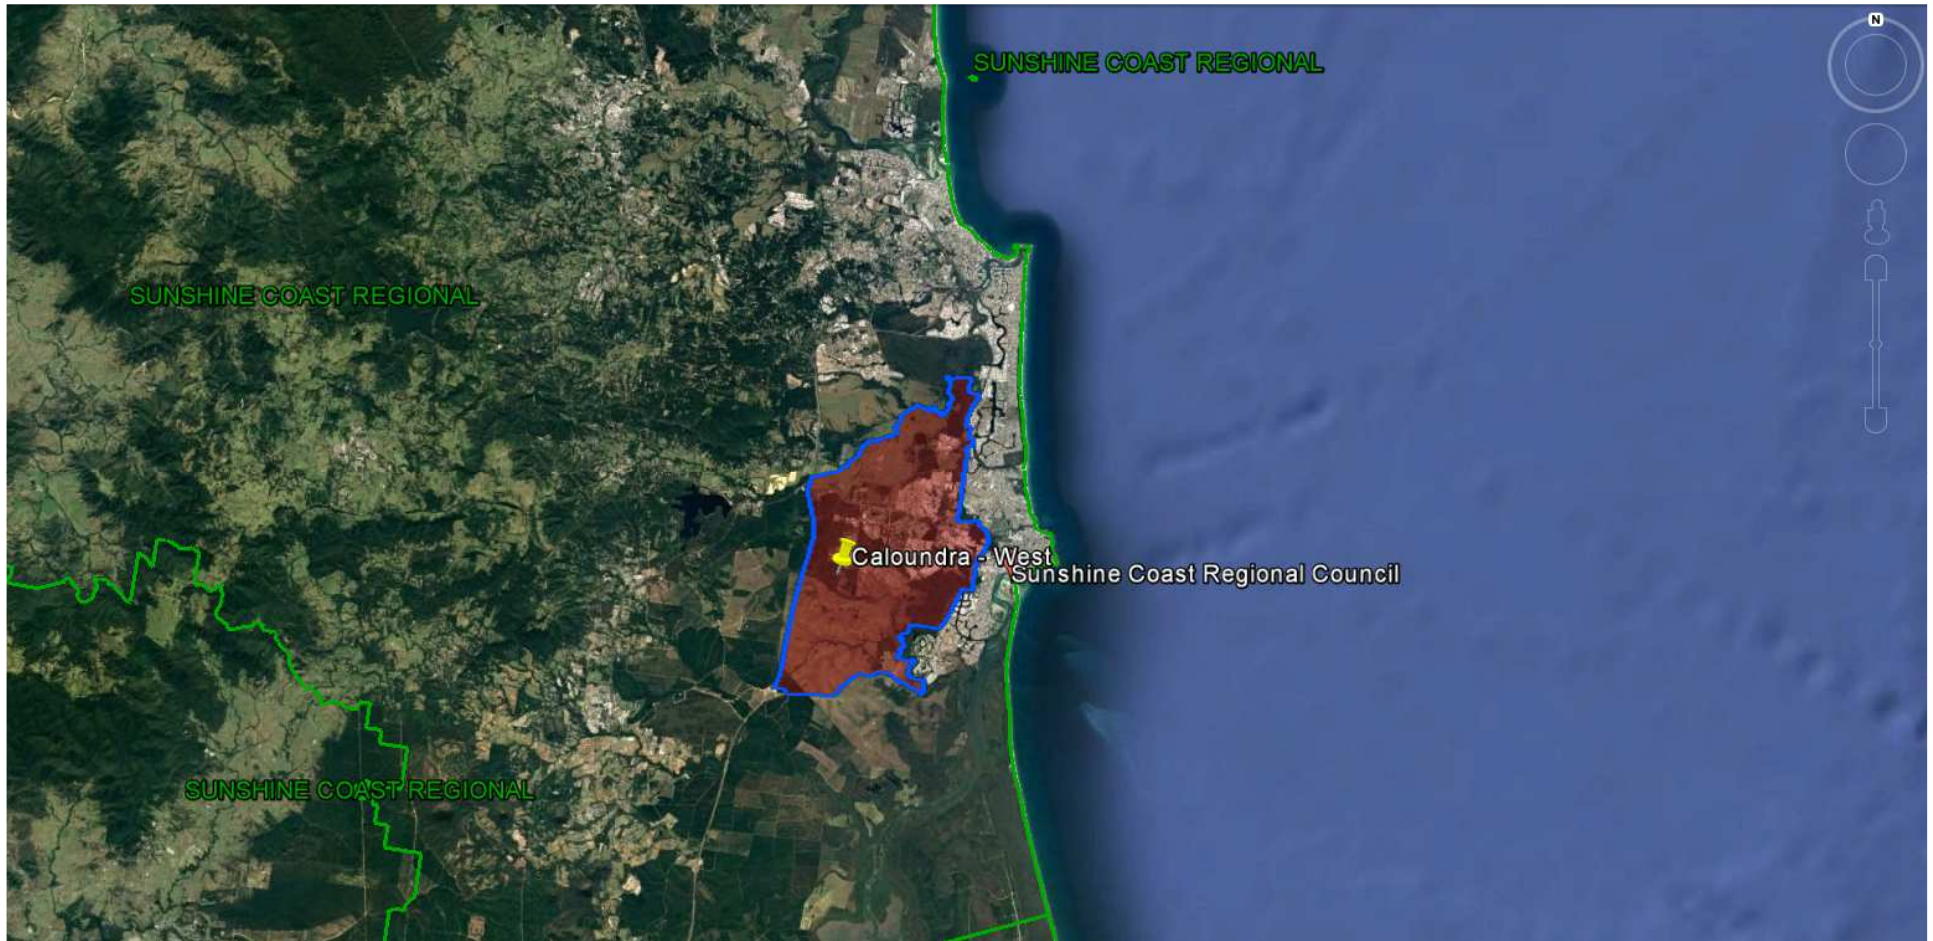 N
SUNSHINE COAST REGIONAL
SUNSHINE COAST REGIONAL
Caloundra - West
Sunshine Coast Regional Council
SUNSHINE COAST REGIONAL